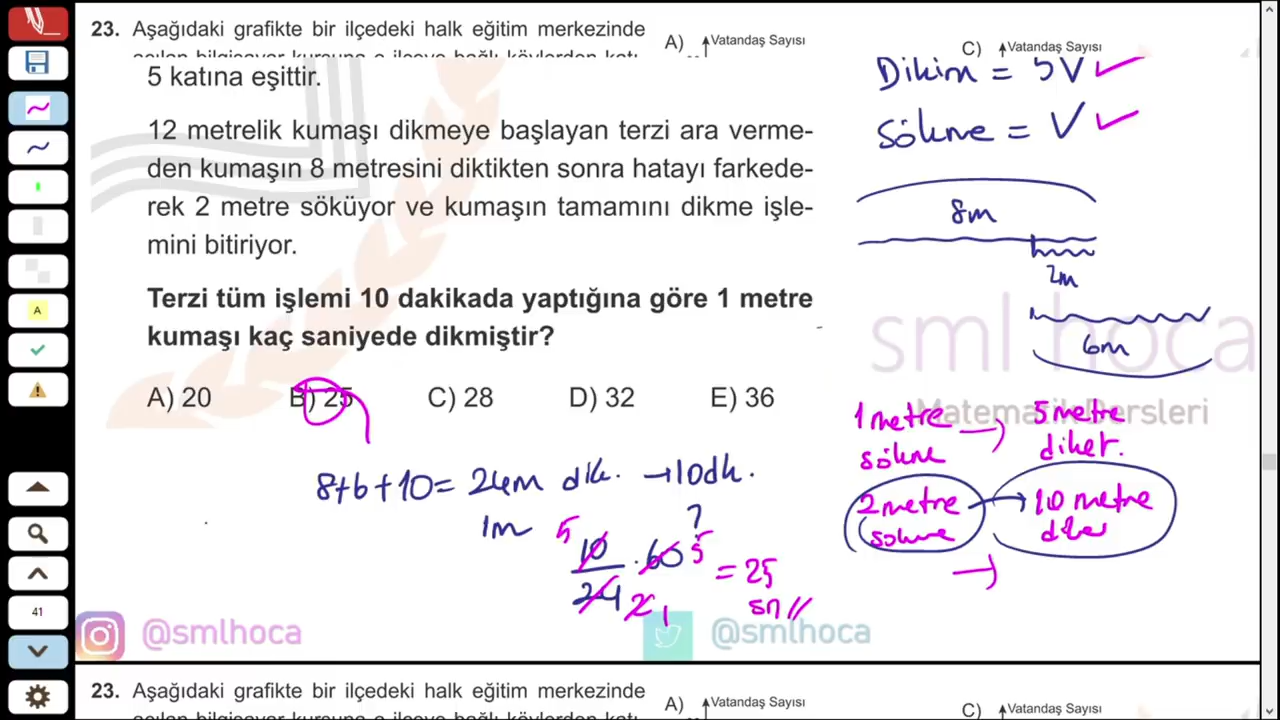 23. Aşağıdaki grafikte bir ilçedeki halk eğitim merkezinde
A) Vatandaş Sayısı
C) Vatandaş Sayısı
5 katına eşittir.
12 metrelik kumaşı dikmeye başlayan terzi ara verme-
den kumaşın 8 metresini diktikten sonra hatayı farkede-
rek 2 metre söküyor ve kumaşın tamamını dikme işle-
mini bitiriyor.
Terzi tüm işlemi 10 dakikada yaptığına göre 1 metre
kumaşı kaç saniyede dikmiştir?
A) 20 B) 25 C) 28 D) 32 E) 36
Dikim = 5V
Sökme = V
8m
2m
6m
sml hoca
Matematik Dersleri
1 metre sökme → 5 metre diker.
2 metre sökme → 10 metre diker
8+6+10= 24m dk. →10dk.
1m ?
10/24 . 60 = 25 sn//
5 5
2 1
@smlhoca
@smlhoca
A
41
23. Aşağıdaki grafikte bir ilçedeki halk eğitim merkezinde
A) Vatandaş Sayısı
C) Vatandaş Sayısı